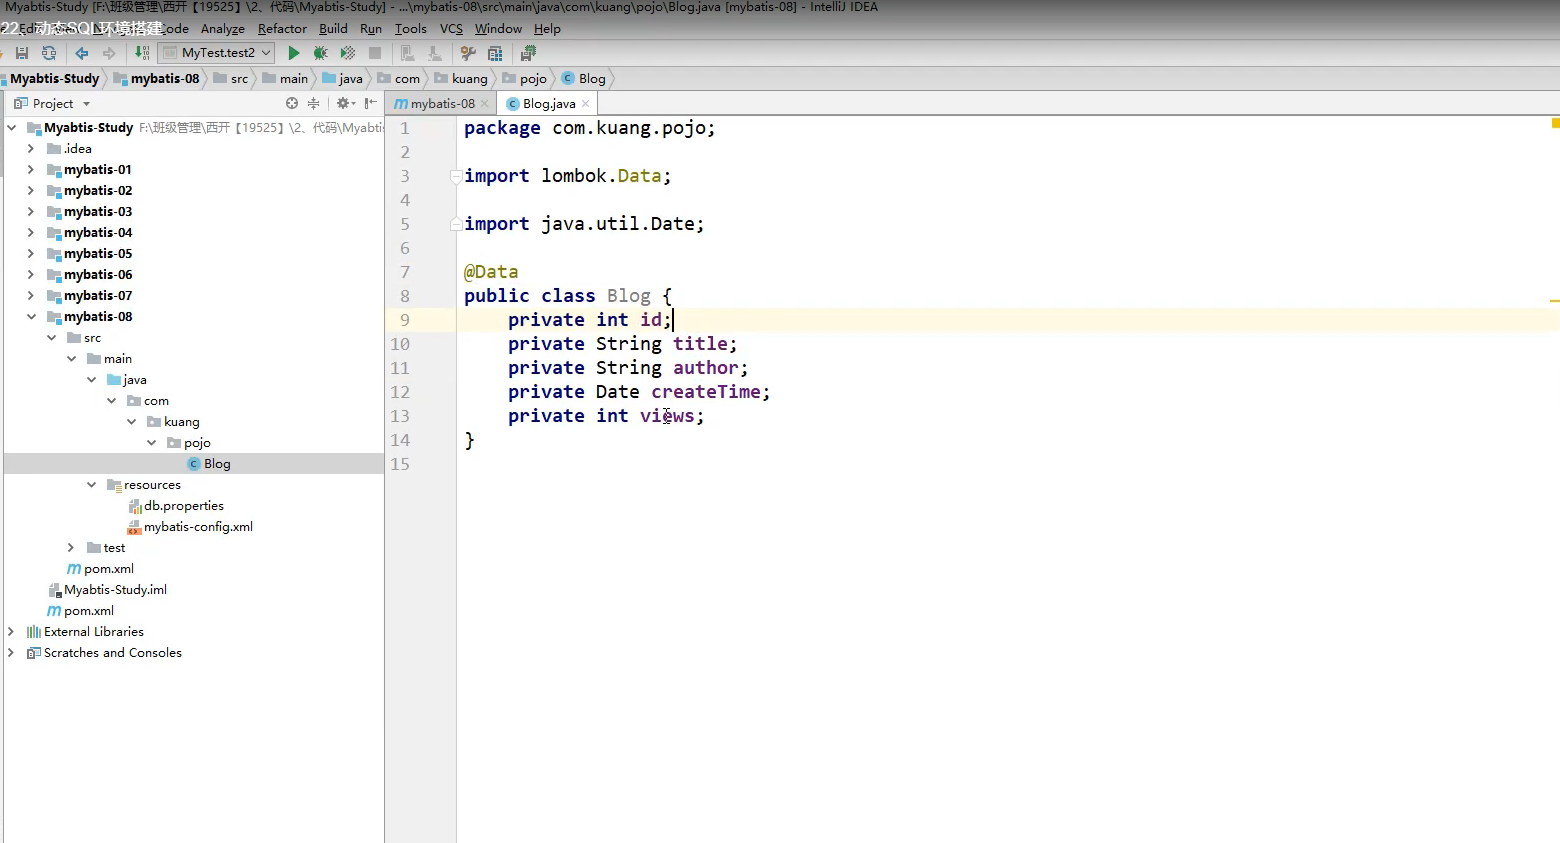 Myabtis-Study [F:\班级管理\西开【19525】\2、代码\Myabtis-Study] - ...\mybatis-08\src\main\java\com\kuang\pojo\Blog.java [mybatis-08] - IntelliJ IDEA
22、动态SQL环境搭建
Analyze Refactor Build Run Tools VCS Window Help
MyTest.test2
Myabtis-Study mybatis-08 src main java com kuang pojo Blog
Project
mybatis-08 Blog.java
Myabtis-Study F:\班级管理\西开【19525】\2、代码\Myabtis
.idea
mybatis-01
mybatis-02
mybatis-03
mybatis-04
mybatis-05
mybatis-06
mybatis-07
mybatis-08
src
main
java
com
kuang
pojo
Blog
resources
db.properties
mybatis-config.xml
test
pom.xml
Myabtis-Study.iml
pom.xml
External Libraries
Scratches and Consoles
1 package com.kuang.pojo;
2
3 import lombok.Data;
4
5 import java.util.Date;
6
7 @Data
8 public class Blog {
9 private int id;
10 private String title;
11 private String author;
12 private Date createTime;
13 private int views;
14 }
15